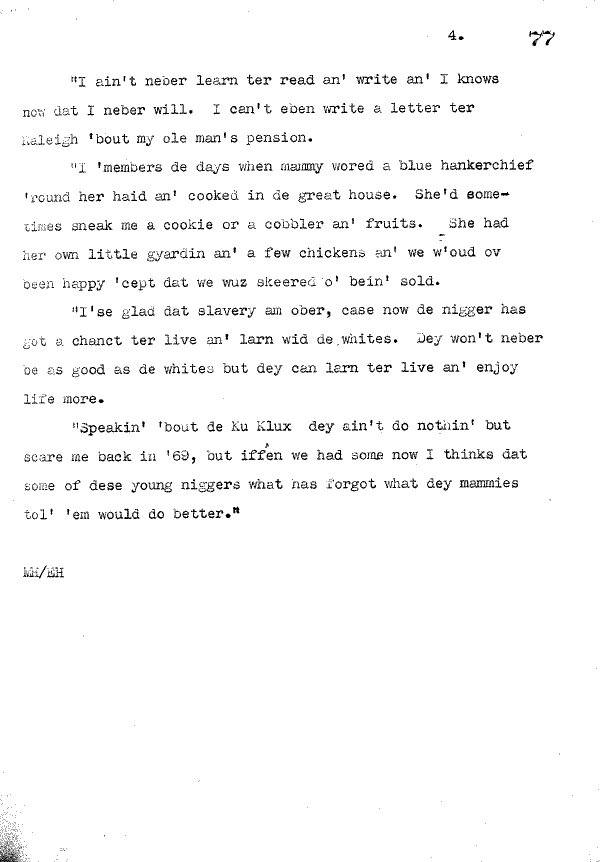 4. 77
"I ain't neber learn ter read an' write an' I knows
now dat I neber will. I can't eben write a letter ter
Raleigh 'bout my ole man's pension.
"I 'members de days when mammy wored a blue hankerchief
'round her haid an' cooked in de great house. She'd some-
times sneak me a cookie or a cobbler an' fruits. She had
her own little gyardin an' a few chickens an' we w'oud ov
been happy 'cept dat we wuz skeered o' bein' sold.
"I'se glad dat slavery am ober, case now de nigger has
got a chanct ter live an' larn wid de whites. Dey won't neber
be as good as de whites but dey can larn ter live an' enjoy
life more.
"Speakin' 'bout de Ku Klux dey ain't do nothin' but
scare me back in '69, but iffen we had some now I thinks dat
some of dese young niggers what has forgot what dey mammies
tol' 'em would do better."
MH/EH